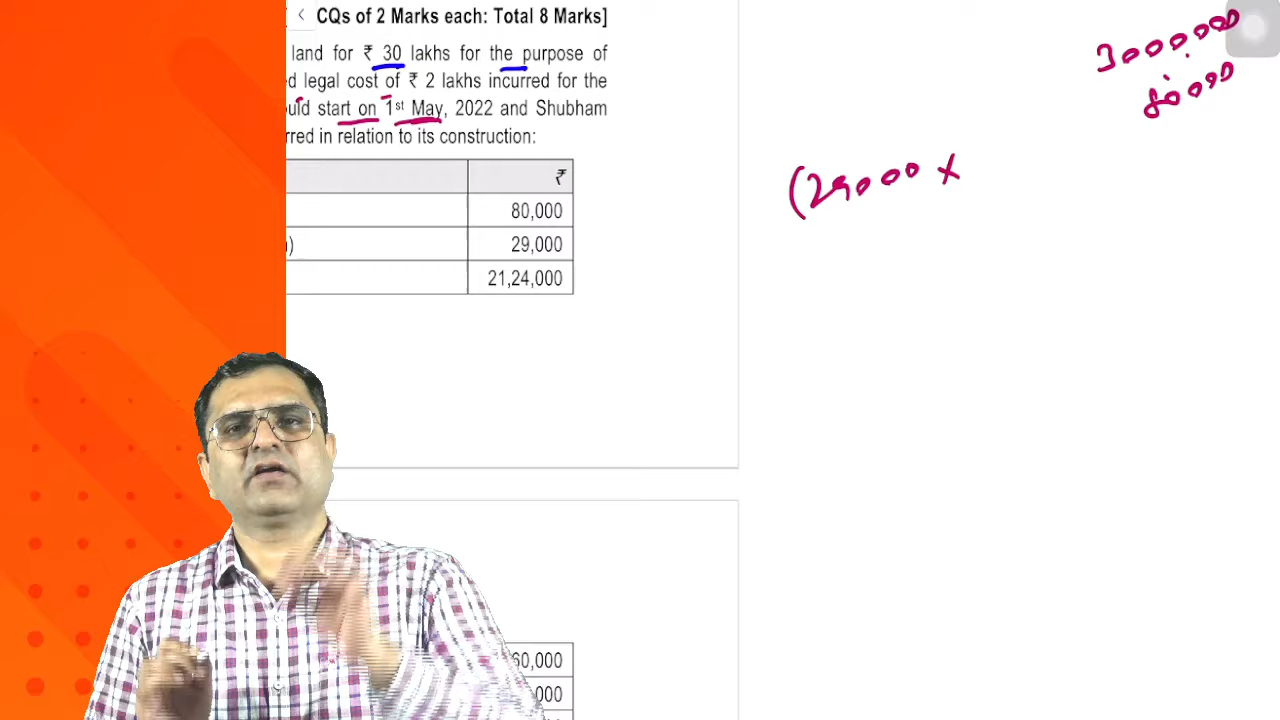 CQs of 2 Marks each: Total 8 Marks]
land for ₹ 30 lakhs for the purpose of
ed legal cost of ₹ 2 lakhs incurred for the
start on 1st May, 2022 and Shubham
rred in relation to its construction:
₹
80,000
29,000
21,24,000
3000000
80000
(29000 ×
60,000
,000